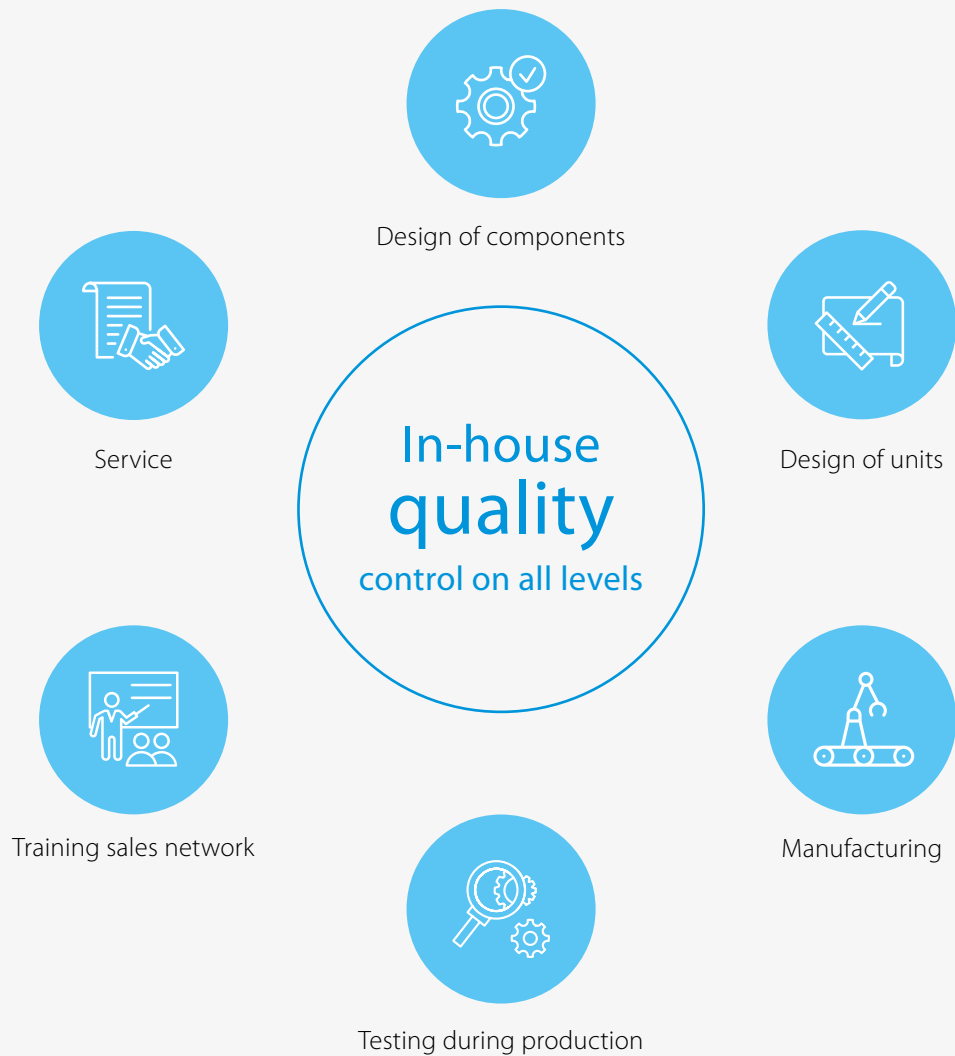 Design of components
Service
Design of units
In-house
quality
control on all levels
Training sales network
Manufacturing
Testing during production